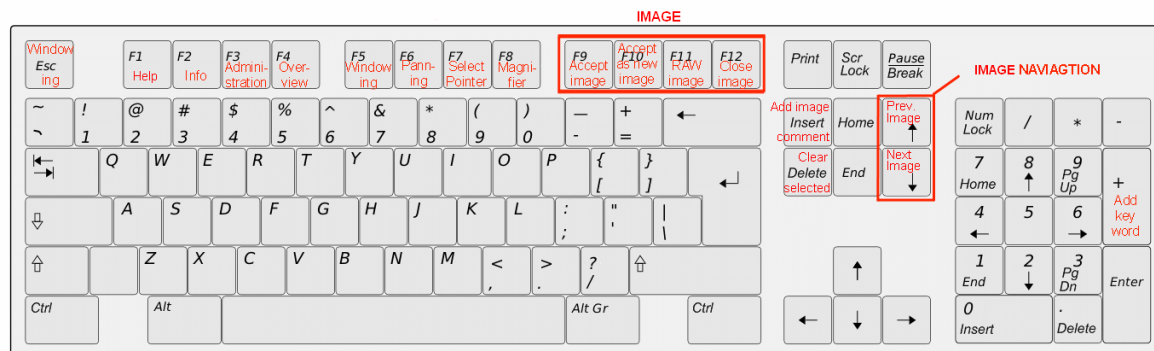 IMAGE
Window
Esc
ing
F1
Help
F2
Info
F3
Admini-
stration
F4
Over-
view
F5
Window
ing
F6
Pann-
ing
F7
Select
Pointer
F8
Magni-
fier
F9
Accept
image
Accept
F10
as new
image
F11
RAW
image
F12
Close
image
Print
Scr
Lock
Pause
Break
IMAGE NAVIAGTION
~ ! @ # $ % ^ & * ( ) — + ←
` 1 2 3 4 5 6 7 8 9 0 - =
Add image
Insert
comment
Home
Prev.
Image
↑
Num
Lock
/ * -
Q W E R T Y U I O P { }
[ ]
Clear
Delete
selected
End
Next
Image
↓
7
Home
8
↑
9
Pg
Up
+
Add
key
word
A S D F G H J K L : " |
; ' \
4
←
5
6
→
Z X C V B N M < > ?
, . /
↑
1
End
2
↓
3
Pg
Dn
Enter
Ctrl
Alt
Alt Gr
Ctrl
← ↓ →
0
Insert
.
Delete